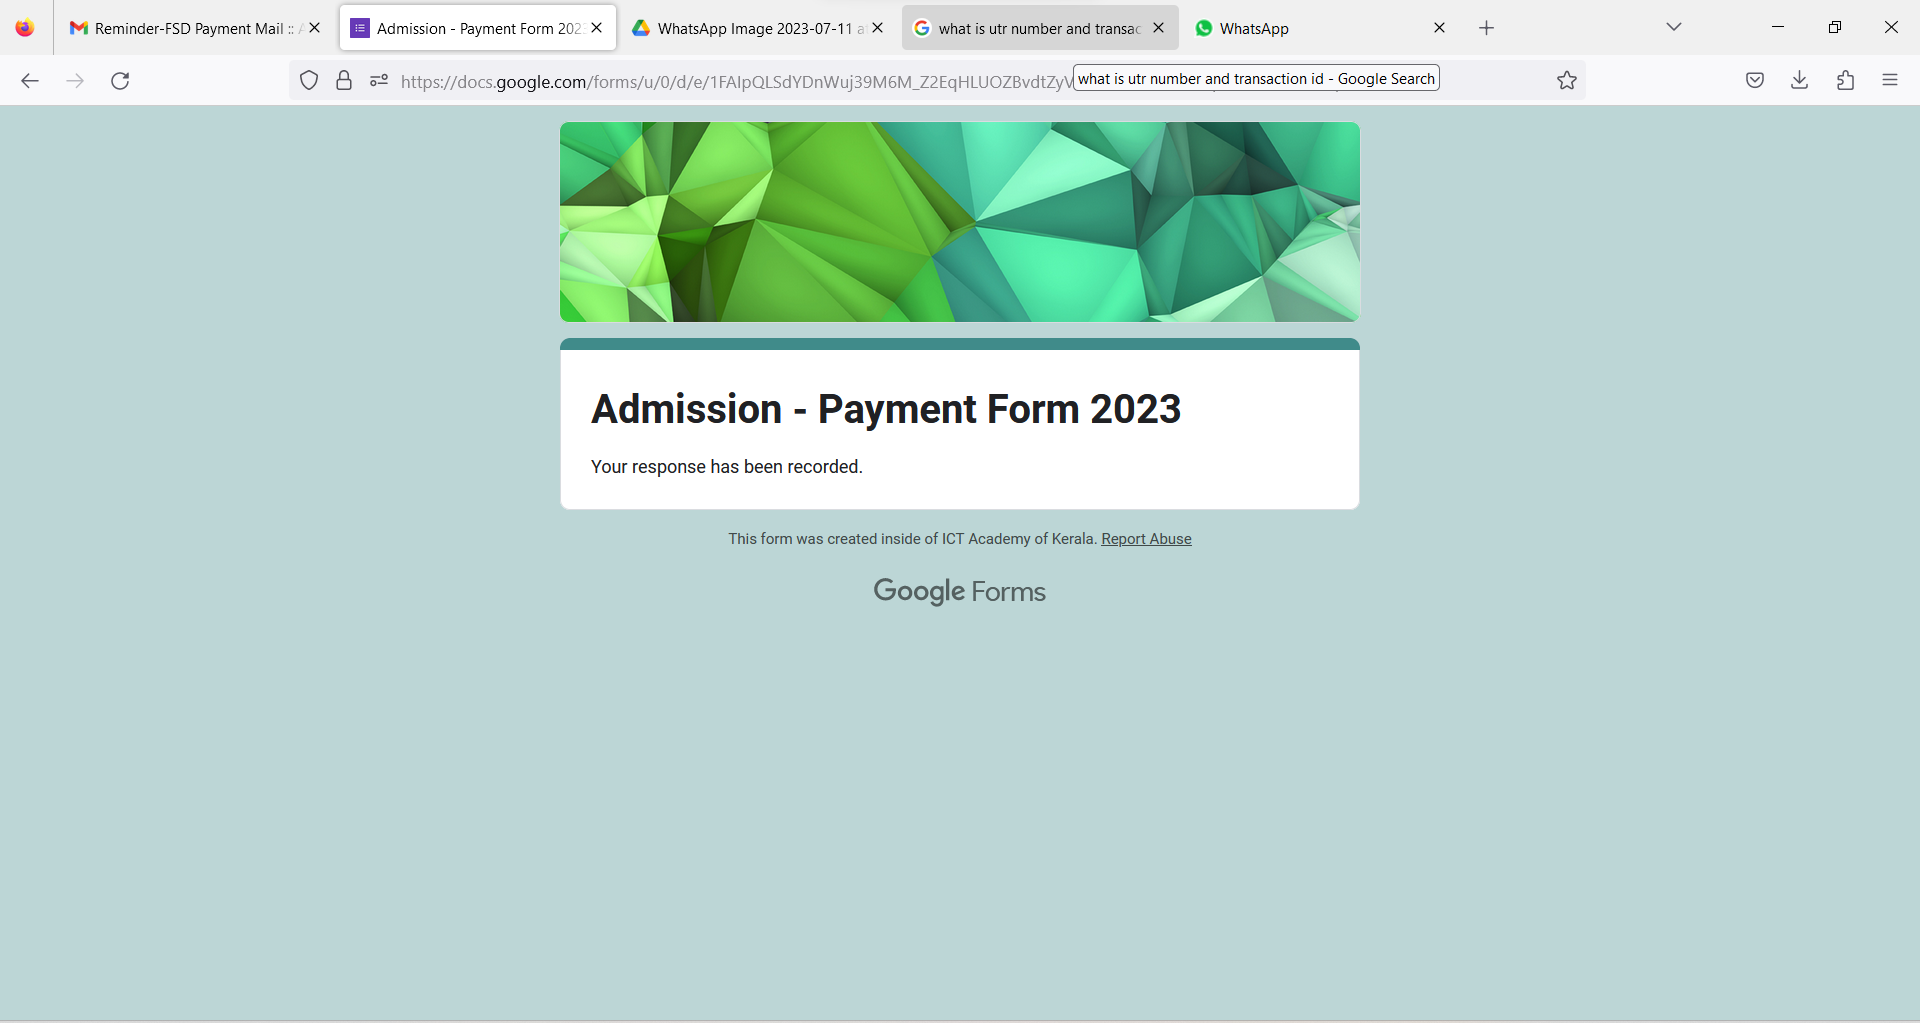 Reminder-FSD Payment Mail ::
Admission - Payment Form 202
WhatsApp Image 2023-07-11
what is utr number and transac
WhatsApp
https://docs.google.com/forms/u/0/d/e/1FAIpQLSdYDnWuj39M6M_Z2EqHLUOZBvdtZyV
what is utr number and transaction id - Google Search
Admission - Payment Form 2023
Your response has been recorded.
This form was created inside of ICT Academy of Kerala. Report Abuse
Google Forms